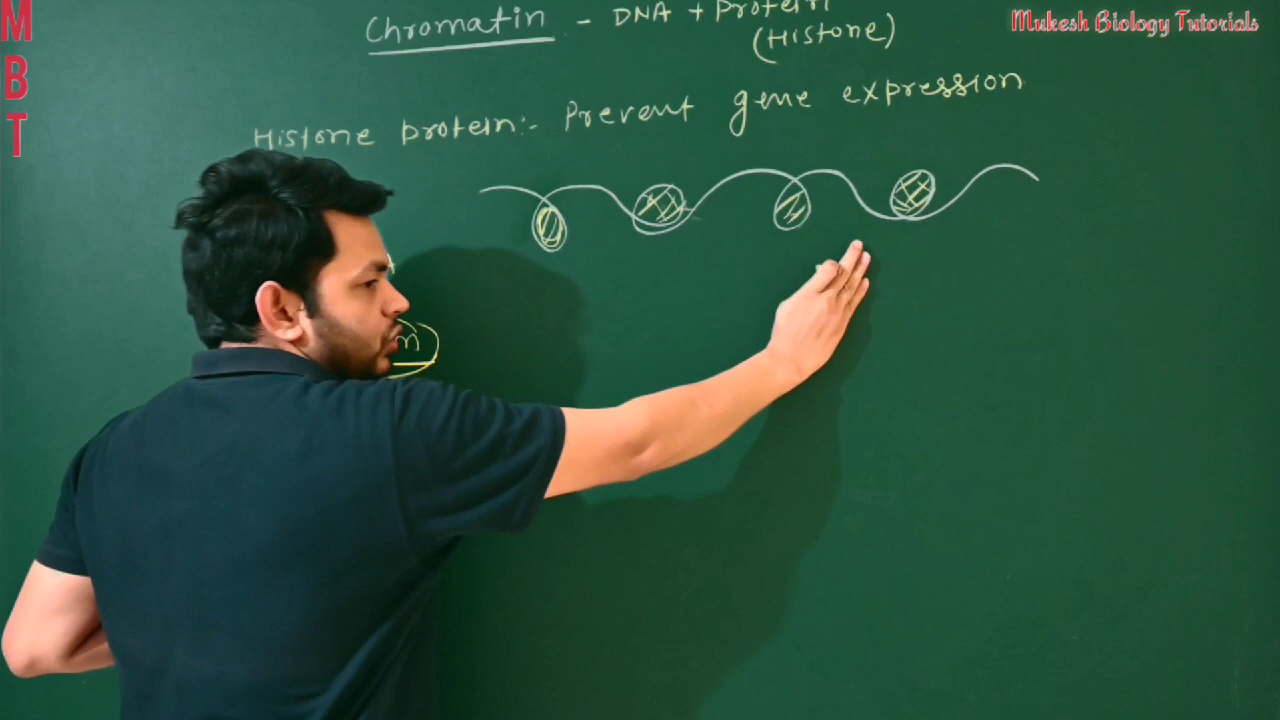 M
B
T
Mukesh Biology Tutorials
Chromatin - DNA + Protein
(Histone)
Histone protein:- Prevent gene expression
n